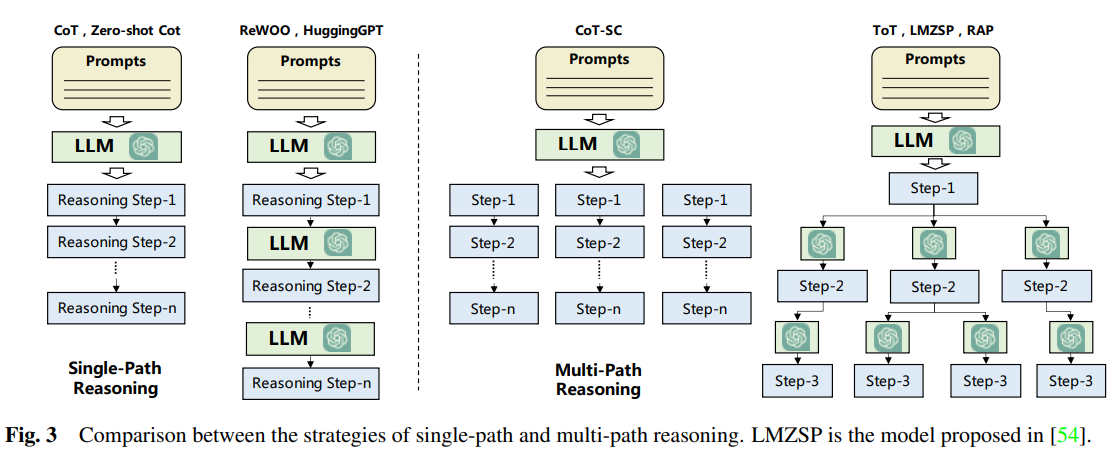 CoT , Zero-shot Cot
Prompts
LLM
Reasoning Step-1
Reasoning Step-2
Reasoning Step-n
ReWOO , HuggingGPT
Prompts
LLM
Reasoning Step-1
LLM
Reasoning Step-2
LLM
Reasoning Step-n
Single-Path
Reasoning
CoT-SC
Prompts
LLM
Step-1 Step-1 Step-1
Step-2 Step-2 Step-2
Step-n Step-n Step-n
Multi-Path
Reasoning
ToT , LMZSP , RAP
Prompts
LLM
Step-1
Step-2 Step-2 Step-2
Step-3 Step-3 Step-3 Step-3
Fig. 3 Comparison between the strategies of single-path and multi-path reasoning. LMZSP is the model proposed in [54].